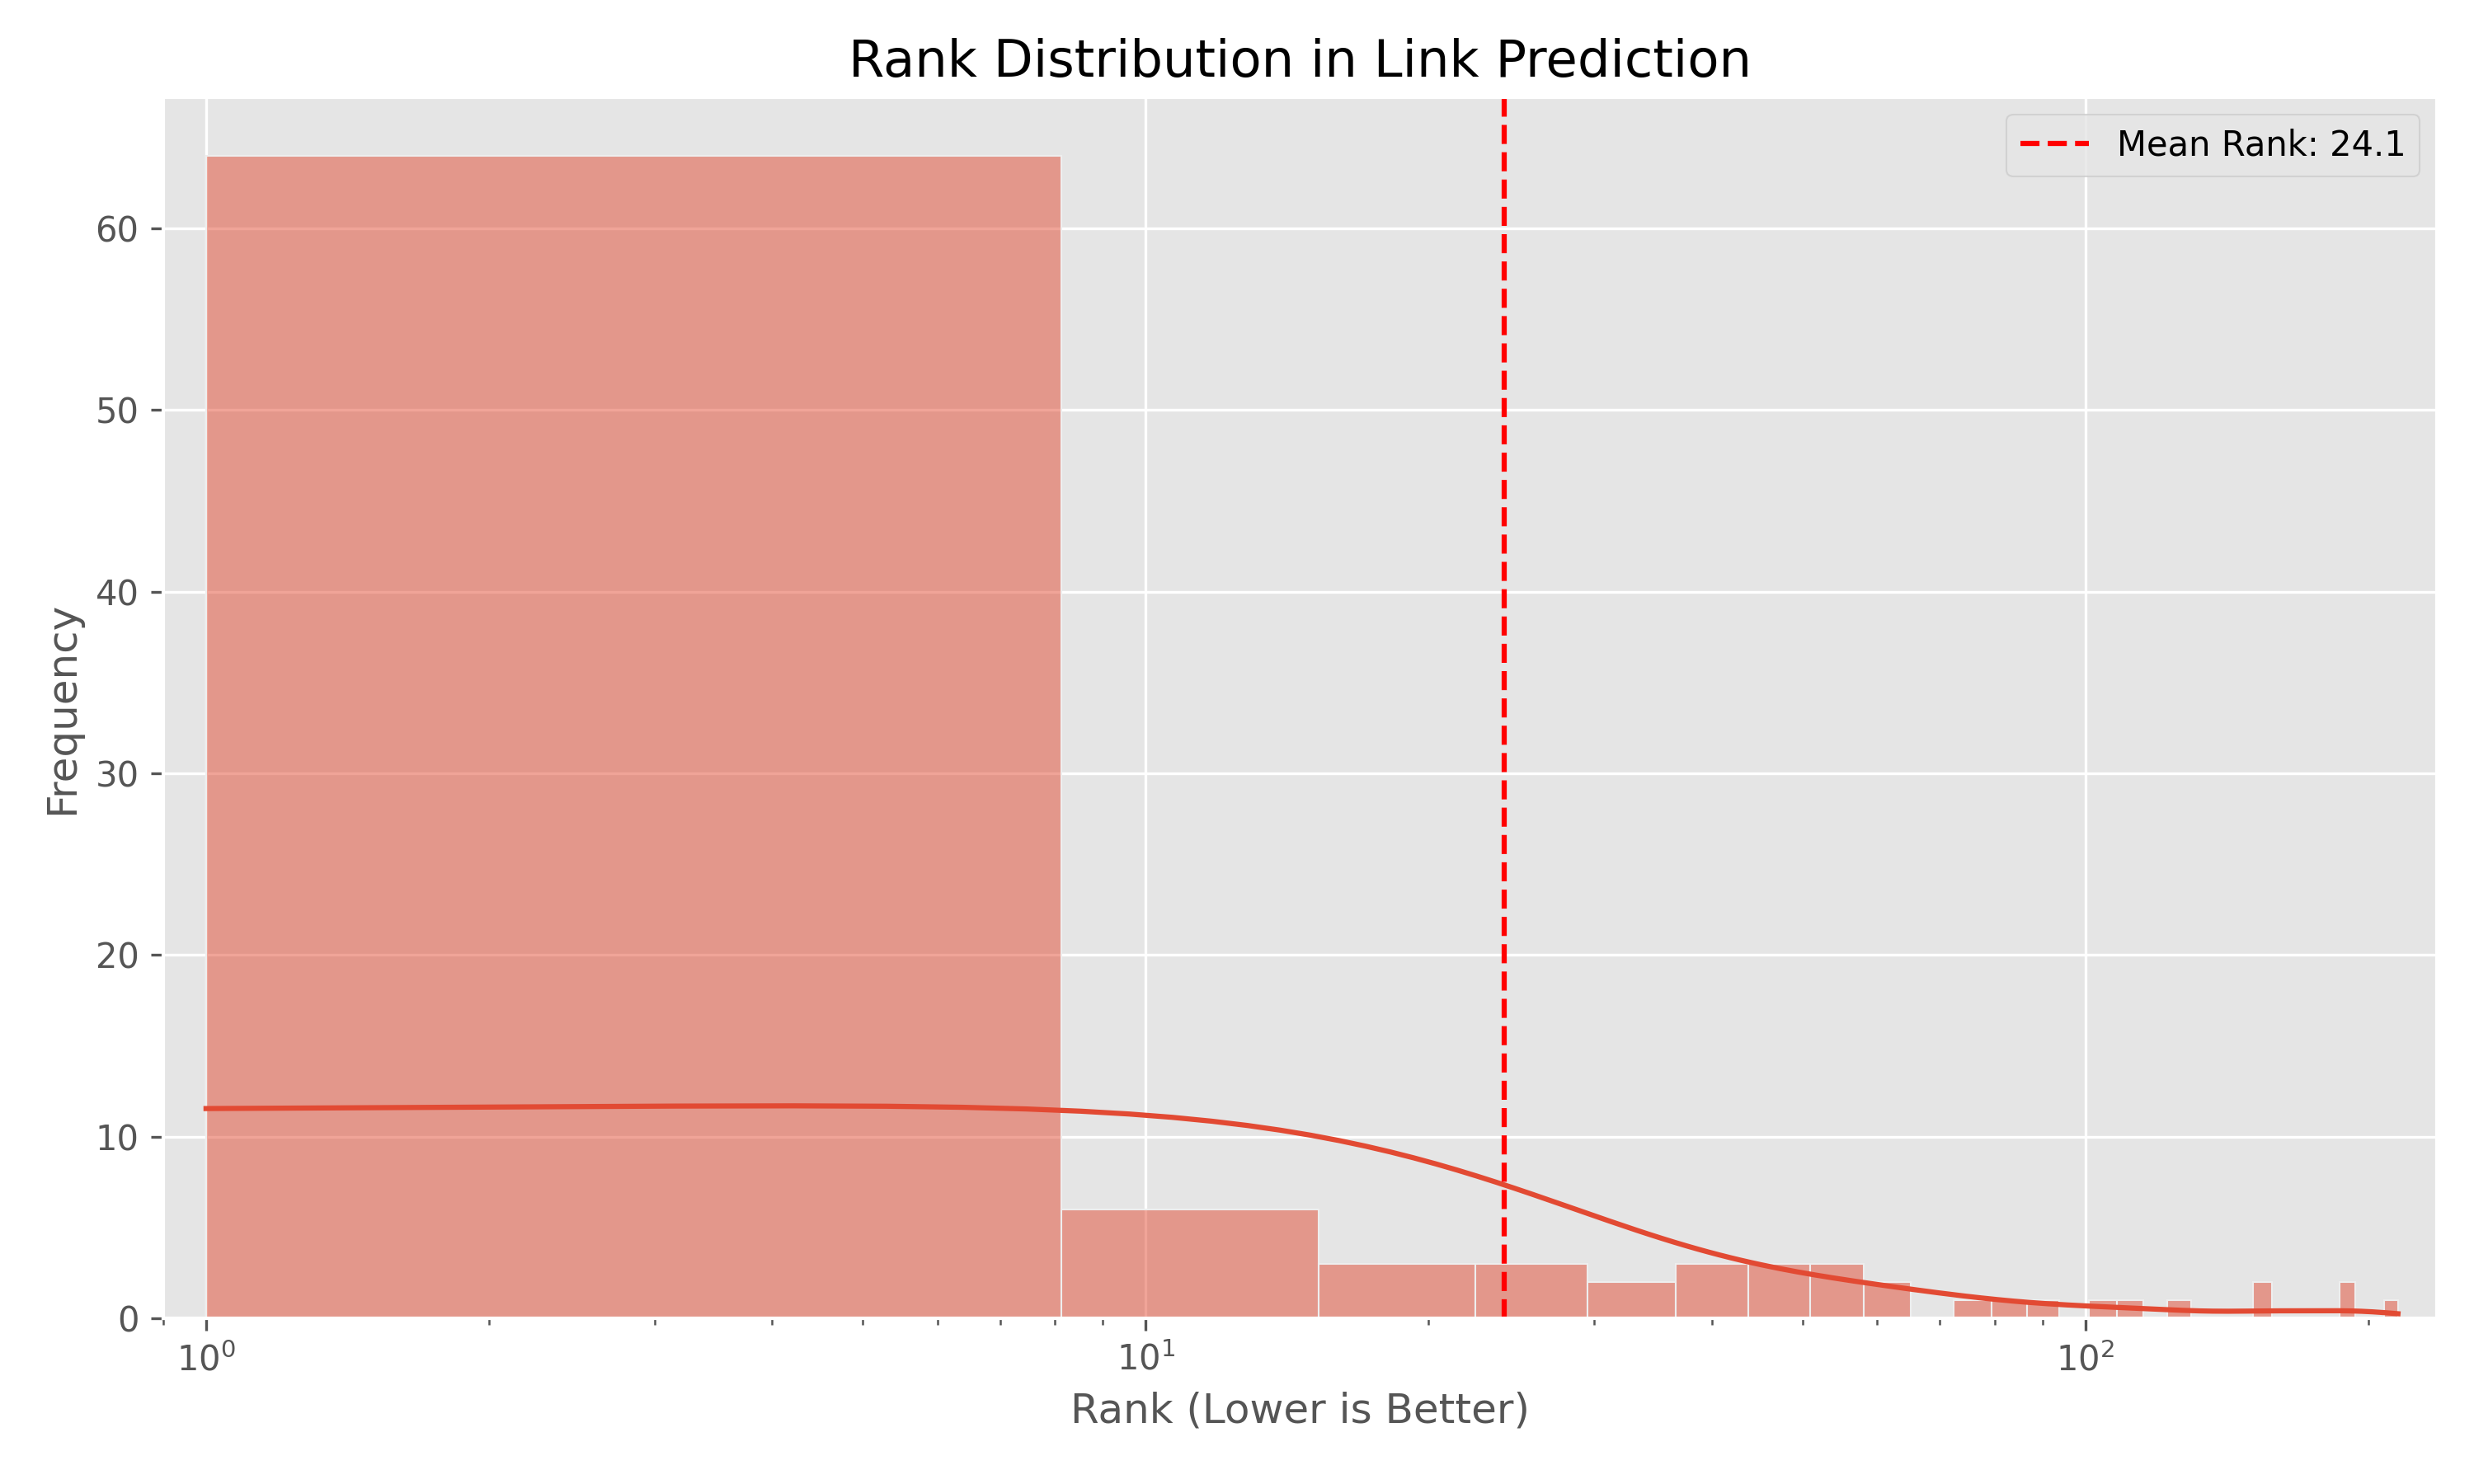 Rank Distribution in Link Prediction
Mean Rank: 24.1
60
50
40
30
20
10
0
Frequency
10⁰
10¹
10²
Rank (Lower is Better)